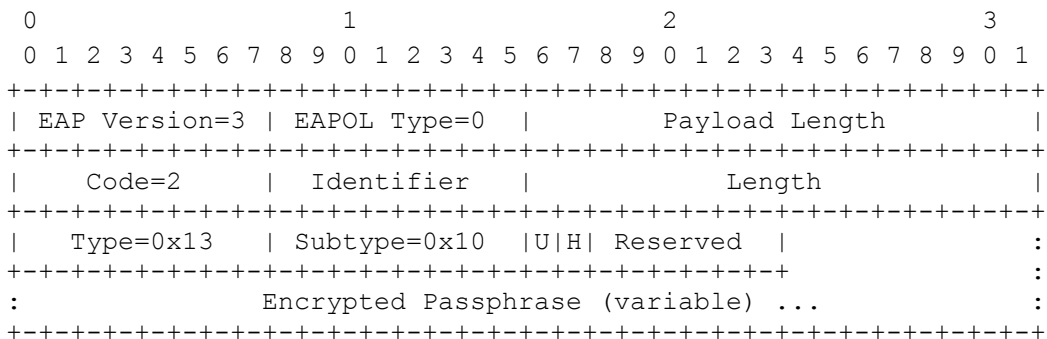 0                   1                   2                   3
 0 1 2 3 4 5 6 7 8 9 0 1 2 3 4 5 6 7 8 9 0 1 2 3 4 5 6 7 8 9 0 1
+-+-+-+-+-+-+-+-+-+-+-+-+-+-+-+-+-+-+-+-+-+-+-+-+-+-+-+-+-+-+-+-+
| EAP Version=3 | EAPOL Type=0  |        Payload Length         |
+-+-+-+-+-+-+-+-+-+-+-+-+-+-+-+-+-+-+-+-+-+-+-+-+-+-+-+-+-+-+-+-+
|    Code=2     |  Identifier   |            Length             |
+-+-+-+-+-+-+-+-+-+-+-+-+-+-+-+-+-+-+-+-+-+-+-+-+-+-+-+-+-+-+-+-+
|   Type=0x13   | Subtype=0x10  |U|H| Reserved  |               :
+-+-+-+-+-+-+-+-+-+-+-+-+-+-+-+-+-+-+-+-+-+-+-+-+               :
:               Encrypted Passphrase (variable) ...             :
+-+-+-+-+-+-+-+-+-+-+-+-+-+-+-+-+-+-+-+-+-+-+-+-+-+-+-+-+-+-+-+-+